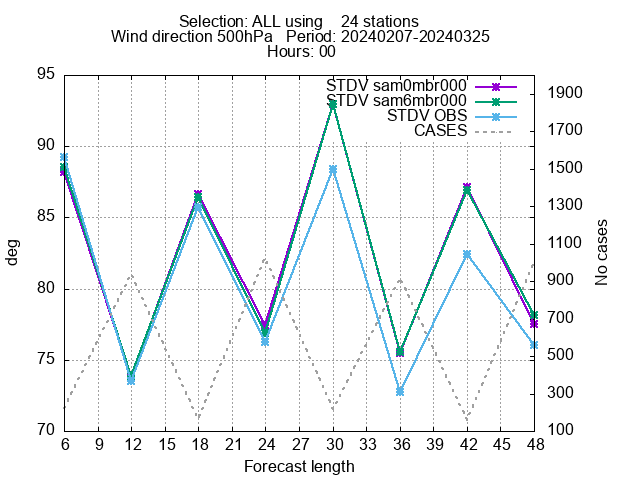 Selection: ALL using    24 stations
Wind direction 500hPa   Period: 20240207-20240325
Hours: 00
STDV sam0mbr000
STDV sam6mbr000
STDV OBS
CASES
95
90
85
80
75
70
deg
1900
1700
1500
1300
1100
900
700
500
300
100
No cases
6 9 12 15 18 21 24 27 30 33 36 39 42 45 48
Forecast length